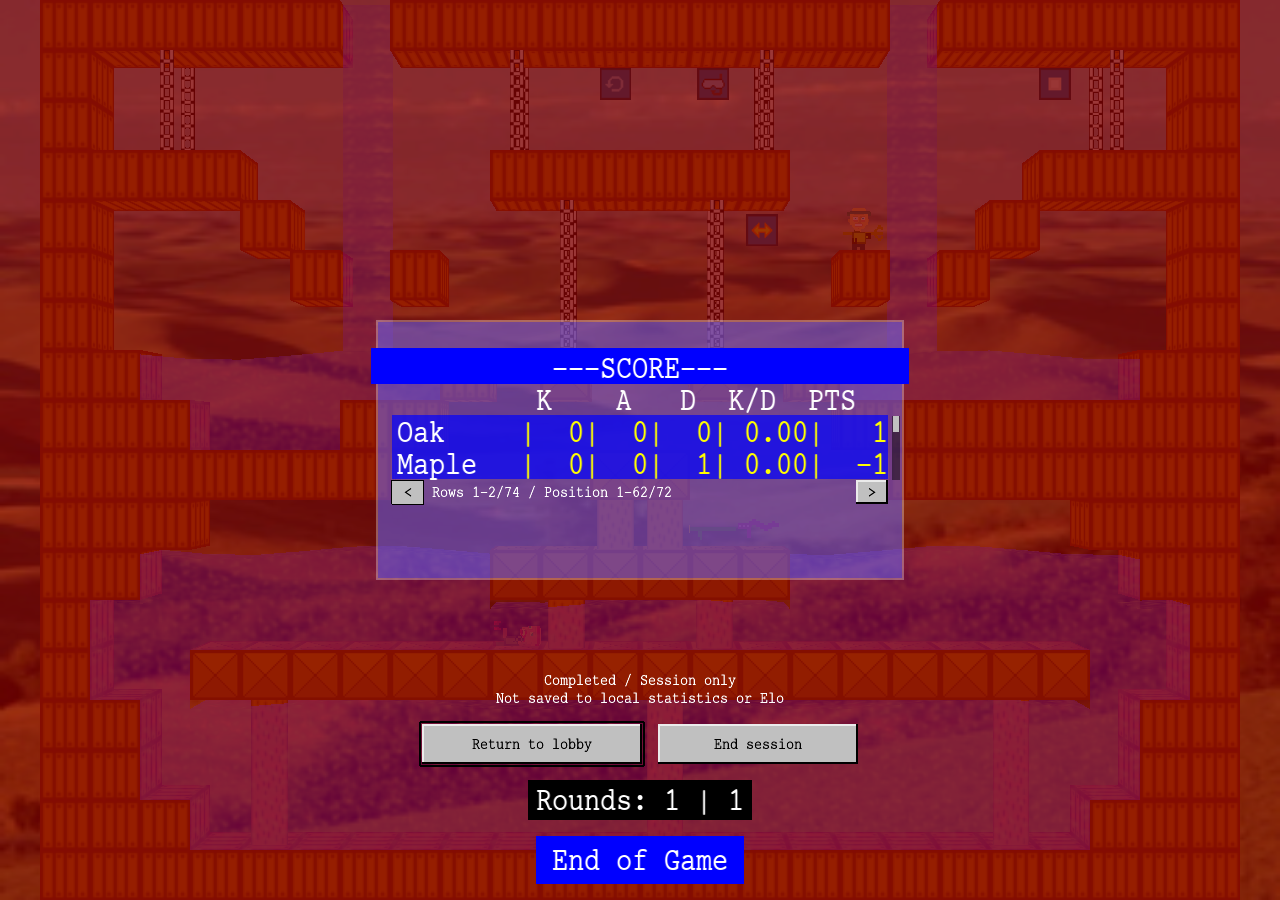 ---SCORE---
K A D K/D PTS
Oak | 0| 0| 0| 0.00| 1
Maple | 0| 0| 1| 0.00| -1
< Rows 1-2/74 / Position 1-62/72 >
Completed / Session only
Not saved to local statistics or Elo
Return to lobby End session
Rounds: 1 | 1
End of Game